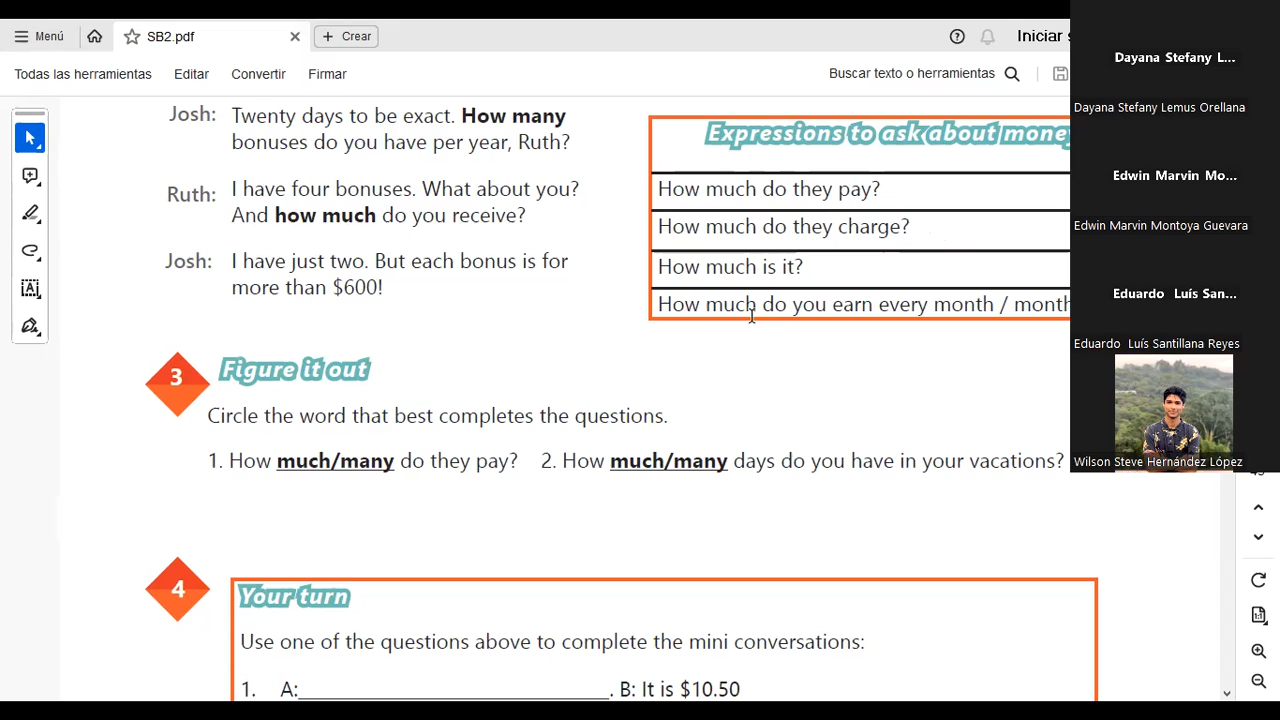 Menú
SB2.pdf
Crear
Iniciar s
Todas las herramientas
Editar
Convertir
Firmar
Buscar texto o herramientas
Josh: Twenty days to be exact. How many
bonuses do you have per year, Ruth?
Ruth: I have four bonuses. What about you?
And how much do you receive?
Josh: I have just two. But each bonus is for
more than $600!
Expressions to ask about money
How much do they pay?
How much do they charge?
How much is it?
How much do you earn every month / month
3 Figure it out
Circle the word that best completes the questions.
1. How much/many do they pay? 2. How much/many days do you have in your vacations?
4 Your turn
Use one of the questions above to complete the mini conversations:
1. A:______________________________. B: It is $10.50
Dayana Stefany L...
Dayana Stefany Lemus Orellana
Edwin Marvin Mo...
Edwin Marvin Montoya Guevara
Eduardo Luís San...
Eduardo Luís Santillana Reyes
Wilson Steve Hernández López